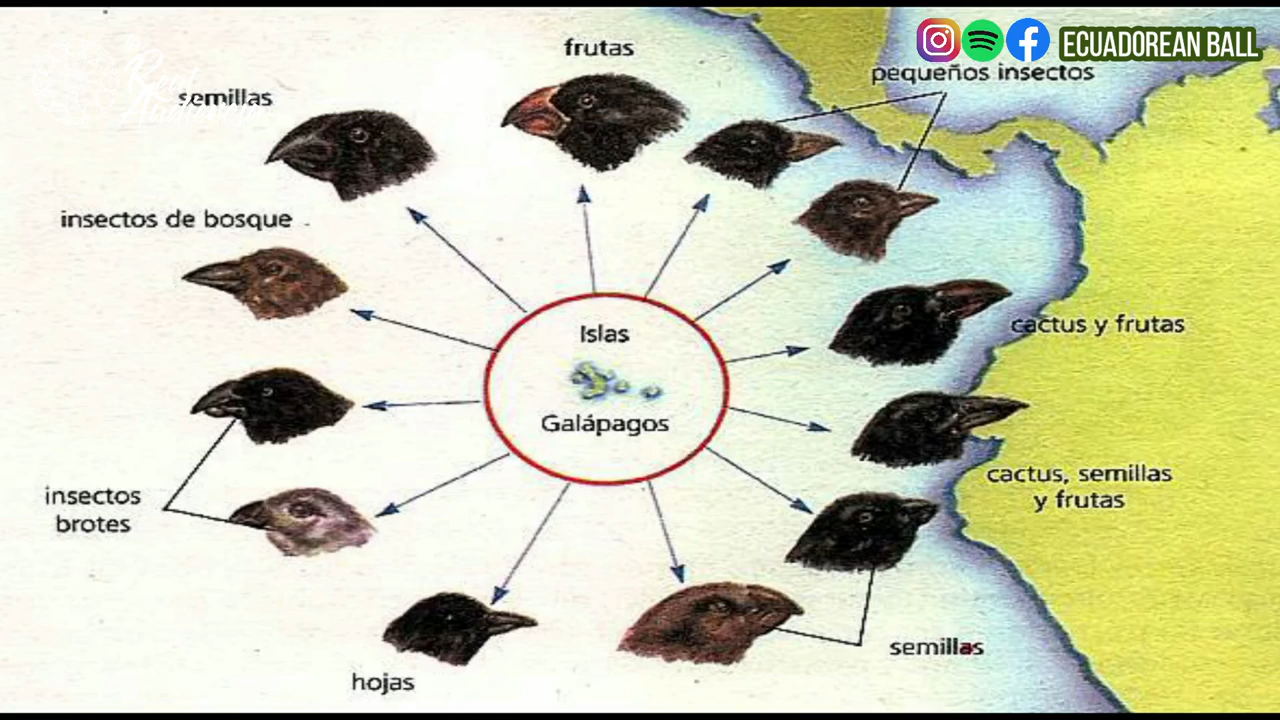 ECUADOREAN BALL
frutas
pequeños insectos
semillas
insectos de bosque
cactus y frutas
Islas
Galápagos
cactus, semillas
y frutas
insectos
brotes
semillas
hojas